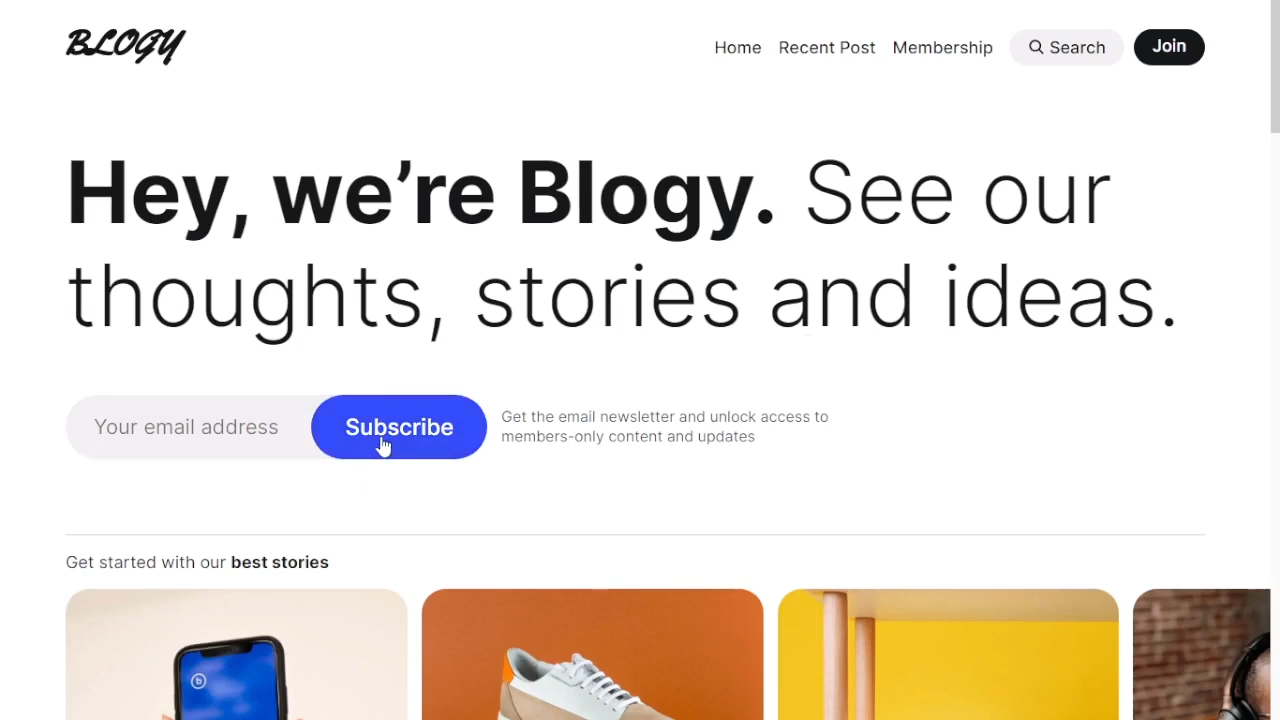 BLOGY
Home Recent Post Membership Search Join
Hey, we're Blogy. See our
thoughts, stories and ideas.
Your email address Subscribe
Get the email newsletter and unlock access to
members-only content and updates
Get started with our best stories
b